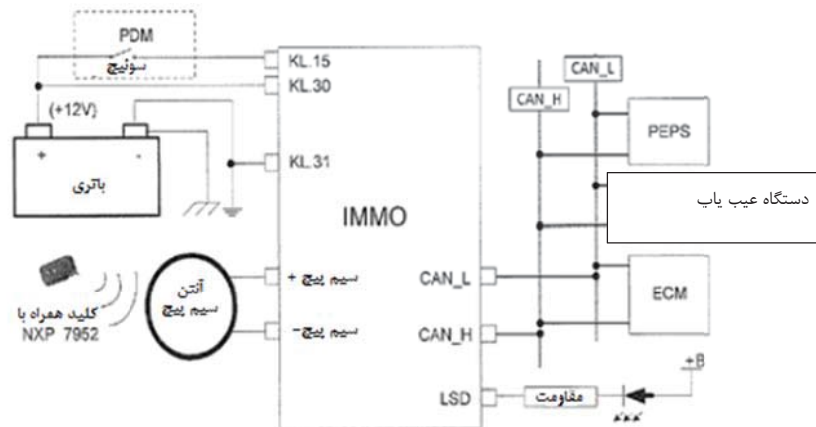 PDM
سوئیچ
KL.15
KL.30
(+12V)
+
-
باتری
KL.31
IMMO
CAN_L
CAN_H
PEPS
دستگاه عیب یاب
ECM
آنتن
سیم پیچ
سیم پیچ +
سیم پیچ-
کلید همراه با
NXP 7952
CAN_L
CAN_H
LSD
مقاومت
+B